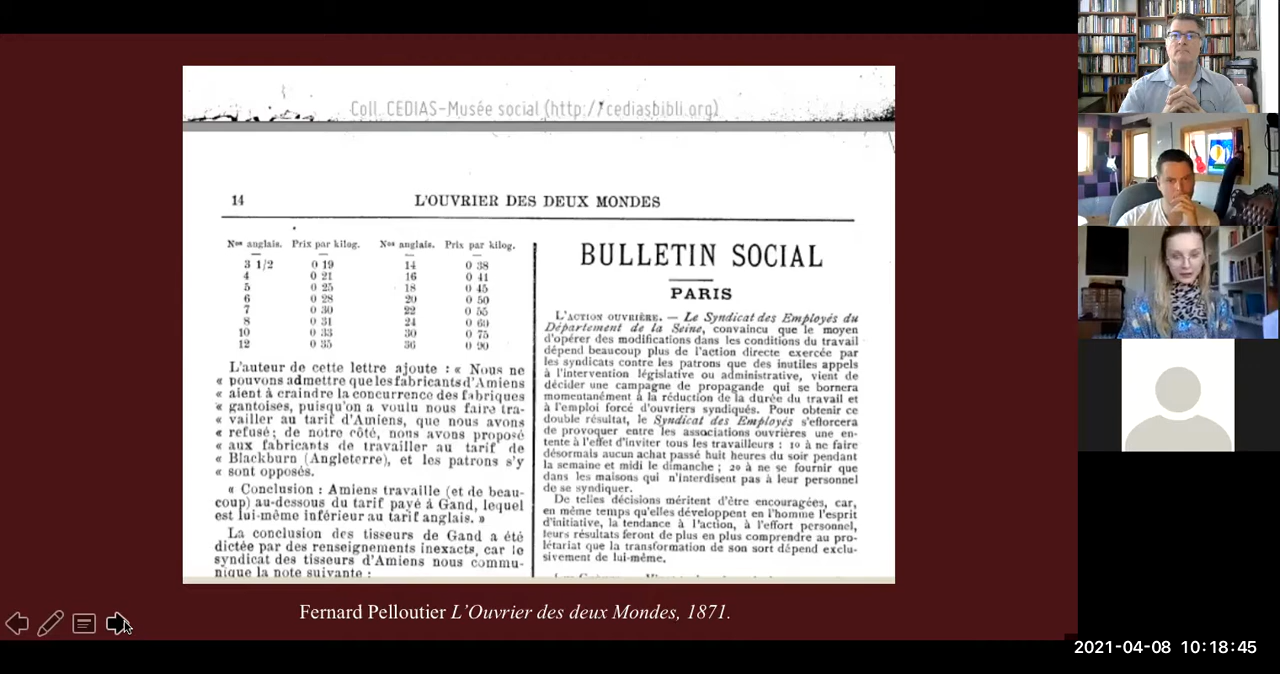 Coll. CEDIAS-Musée social (http://cediasbibli.org)
14
L'OUVRIER DES DEUX MONDES
Nos anglais. Prix par kilog. Nos anglais. Prix par kilog.
3 1/2 0 19 14 0 38
4 0 21 16 0 41
5 0 25 18 0 45
6 0 28 20 0 50
7 0 30 22 0 55
8 0 31 24 0 60
10 0 33 30 0 75
12 0 35 36 0 90
L'auteur de cette lettre ajoute : « Nous ne
« pouvons admettre que les fabricants d'Amiens
« aient à craindre la concurrence des fabriques
« gantoises, puisqu'on a voulu nous faire tra-
« vailler au tarif d'Amiens, que nous avons
« refusé; de notre côté, nous avons proposé
« aux fabricants de travailler au tarif de
« Blackburn (Angleterre), et les patrons s'y
« sont opposés.
« Conclusion : Amiens travaille (et de beau-
coup) au-dessous du tarif payé à Gand, lequel
est lui-même inférieur au tarif anglais. »
La conclusion des tisseurs de Gand a été
dictée par des renseignements inexacts, car le
syndicat des tisseurs d'Amiens nous commu-
nique la note suivante :
BULLETIN SOCIAL
PARIS
L'ACTION OUVRIÈRE. — Le Syndicat des Employés du
Département de la Seine, convaincu que le moyen
d'opérer des modifications dans les conditions du travail
dépend beaucoup plus de l'action directe exercée par
les syndicats contre les patrons que des inutiles appels
à l'intervention législative ou administrative, vient de
décider une campagne de propagande qui se bornera
momentanément à la réduction de la durée du travail et
à l'emploi forcé d'ouvriers syndiqués. Pour obtenir ce
double résultat, le Syndicat des Employés s'efforcera
de provoquer entre les associations ouvrières une en-
tente à l'effet d'inviter tous les travailleurs : 1o à ne faire
désormais aucun achat passé huit heures du soir pendant
la semaine et midi le dimanche ; 2o à ne se fournir que
dans les maisons qui n'interdisent pas à leur personnel
de se syndiquer.
De telles décisions méritent d'être encouragées, car,
en même temps qu'elles développent en l'homme l'esprit
d'initiative, la tendance à l'action, à l'effort personnel,
leurs résultats feront de plus en plus comprendre au pro-
létariat que la transformation de son sort dépend exclu-
sivement de lui-même.
Fernard Pelloutier L'Ouvrier des deux Mondes, 1871.
2021-04-08 10:18:45